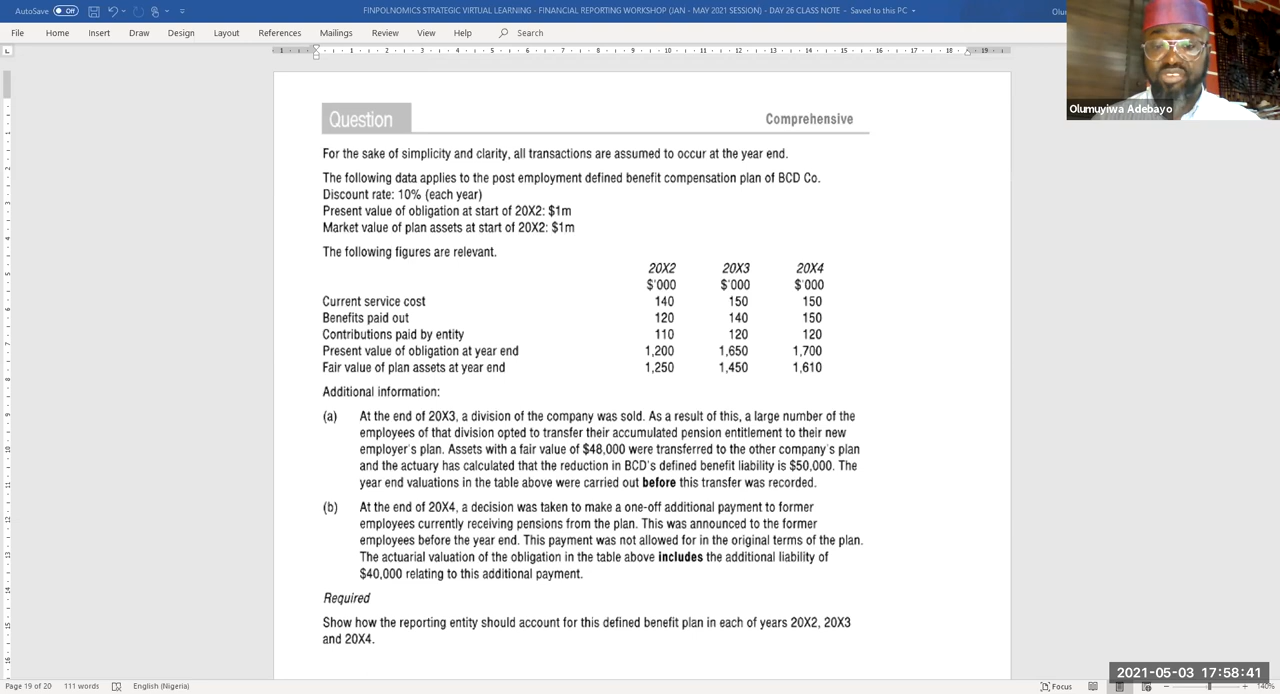 AutoSave Off
FINPOLNOMICS STRATEGIC VIRTUAL LEARNING - FINANCIAL REPORTING WORKSHOP (JAN - MAY 2021 SESSION) - DAY 26 CLASS NOTE - Saved to this PC
File Home Insert Draw Design Layout References Mailings Review View Help Search
Olumuyiwa Adebayo
Question
Comprehensive
For the sake of simplicity and clarity, all transactions are assumed to occur at the year end.
The following data applies to the post employment defined benefit compensation plan of BCD Co.
Discount rate: 10% (each year)
Present value of obligation at start of 20X2: $1m
Market value of plan assets at start of 20X2: $1m
The following figures are relevant.
20X2 20X3 20X4
$'000 $'000 $'000
Current service cost 140 150 150
Benefits paid out 120 140 150
Contributions paid by entity 110 120 120
Present value of obligation at year end 1,200 1,650 1,700
Fair value of plan assets at year end 1,250 1,450 1,610
Additional information:
(a) At the end of 20X3, a division of the company was sold. As a result of this, a large number of the
employees of that division opted to transfer their accumulated pension entitlement to their new
employer's plan. Assets with a fair value of $48,000 were transferred to the other company's plan
and the actuary has calculated that the reduction in BCD's defined benefit liability is $50,000. The
year end valuations in the table above were carried out before this transfer was recorded.
(b) At the end of 20X4, a decision was taken to make a one-off additional payment to former
employees currently receiving pensions from the plan. This was announced to the former
employees before the year end. This payment was not allowed for in the original terms of the plan.
The actuarial valuation of the obligation in the table above includes the additional liability of
$40,000 relating to this additional payment.
Required
Show how the reporting entity should account for this defined benefit plan in each of years 20X2, 20X3
and 20X4.
2021-05-03 17:58:41
Page 19 of 20 111 words English (Nigeria) Focus 140%